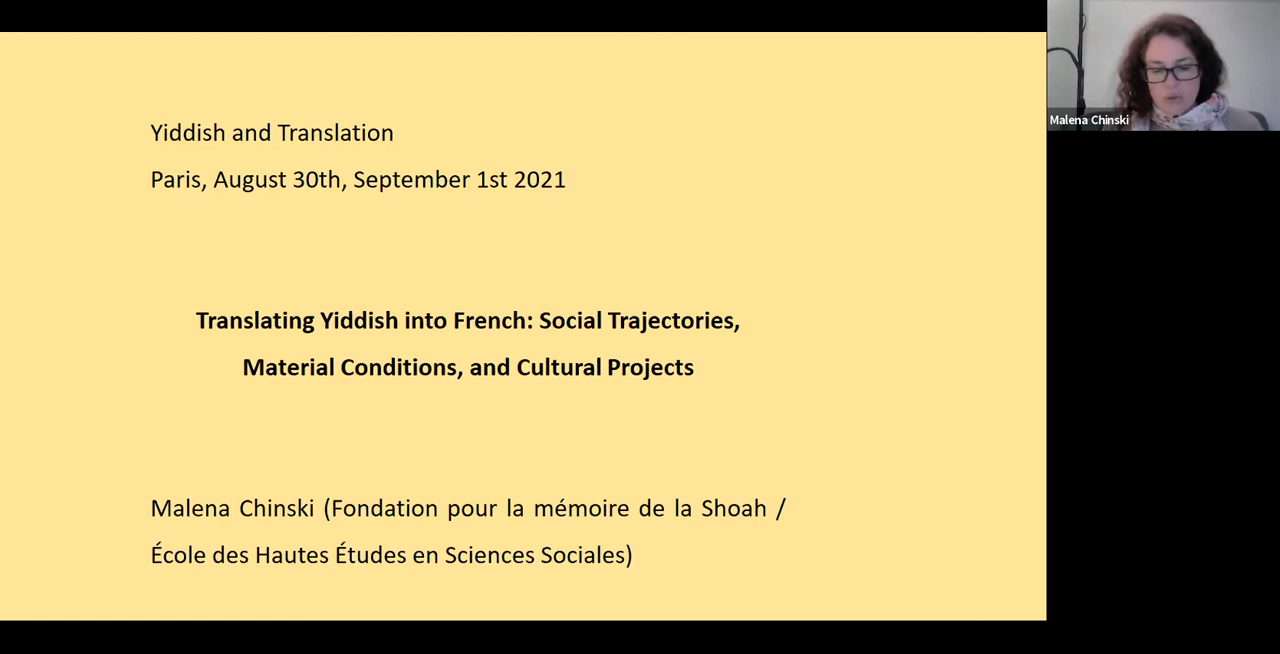 Yiddish and Translation
Paris, August 30th, September 1st 2021
Translating Yiddish into French: Social Trajectories,
Material Conditions, and Cultural Projects
Malena Chinski (Fondation pour la mémoire de la Shoah /
École des Hautes Études en Sciences Sociales)
Malena Chinski